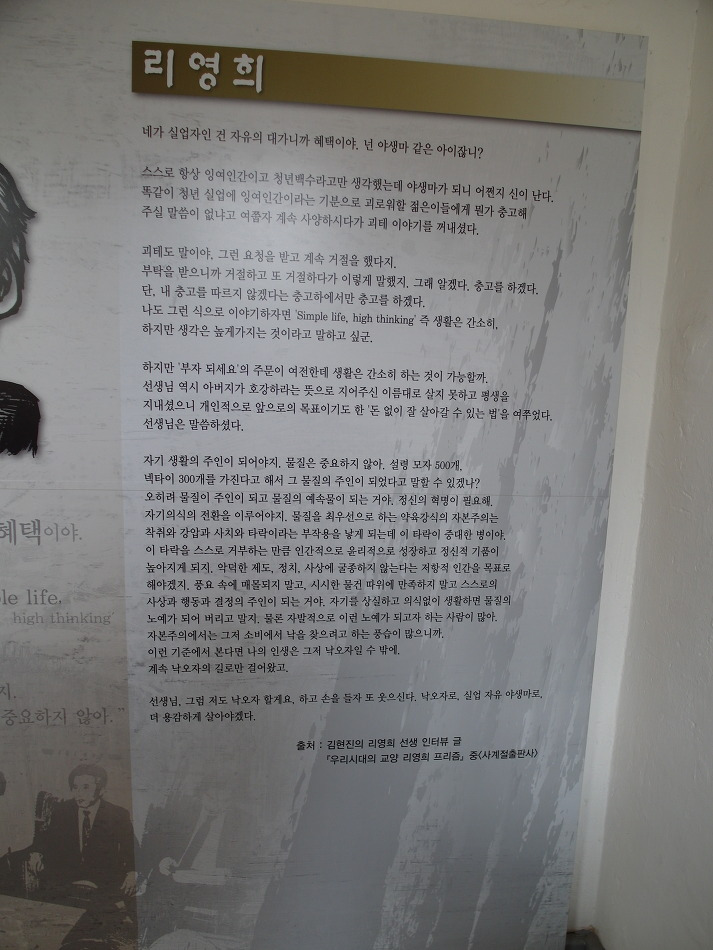 리영희
네가 실업자인 건 자유의 대가니까 혜택이야. 넌 야생마 같은 아이잖니?
스스로 항상 잉여인간이고 청년백수라고만 생각했는데 야생마가 되니 어쩐지 신이 난다.
똑같이 청년 실업에 잉여인간이라는 기분으로 괴로워할 젊은이들에게 뭔가 충고해
주실 말씀이 없냐고 여쭙자 계속 사양하시다가 괴테 이야기를 꺼내셨다.
괴테도 말이야, 그런 요청을 받고 계속 거절을 했다지.
부탁을 받으니까 거절하고 또 거절하다가 이렇게 말했지. 그래 알겠다. 충고를 하겠다.
단, 내 충고를 따르지 않겠다는 충고하에서만 충고를 하겠다.
나도 그런 식으로 이야기하자면 'Simple life, high thinking' 즉 생활은 간소히,
하지만 생각은 높게가지는 것이라고 말하고 싶군.
하지만 '부자 되세요'의 주문이 여전한데 생활은 간소히 하는 것이 가능할까.
선생님 역시 아버지가 호강하라는 뜻으로 지어주신 이름대로 살지 못하고 평생을
지내셨으니 개인적으로 앞으로의 목표이기도 한 '돈 없이 잘 살아갈 수 있는 법'을 여쭈었다.
선생님은 말씀하셨다.
자기 생활의 주인이 되어야지. 물질은 중요하지 않아. 설령 모자 500개,
넥타이 300개를 가진다고 해서 그 물질의 주인이 되었다고 말할 수 있겠나?
오히려 물질이 주인이 되고 물질의 예속물이 되는 거야. 정신의 혁명이 필요해.
자기의식의 전환을 이루어야지. 물질을 최우선으로 하는 약육강식의 자본주의는
착취와 강압과 사치와 타락이라는 부작용을 낳게 되는데 이 타락이 중대한 병이야.
이 타락을 스스로 거부하는 만큼 인간적으로 윤리적으로 성장하고 정신적 기품이
높아지게 되지. 악덕한 제도, 정치, 사상에 굴종하지 않는다는 저항적 인간을 목표로
해야겠지. 풍요 속에 매몰되지 말고, 시시한 물건 따위에 만족하지 말고 스스로의
사상과 행동과 결정의 주인이 되는 거야. 자기를 상실하고 의식없이 생활하면 물질의
노예가 되어 버리고 말지. 물론 자발적으로 이런 노예가 되고자 하는 사람이 많아.
자본주의에서는 그저 소비에서 낙을 찾으려고 하는 풍습이 많으니까.
이런 기준에서 본다면 나의 인생은 그저 낙오자일 수 밖에.
계속 낙오자의 길로만 걸어왔고.
선생님, 그럼 저도 낙오자 할게요, 하고 손을 들자 또 웃으신다. 낙오자로, 실업 자유 야생마로,
더 용감하게 살아야겠다.
출처 : 김현진의 리영희 선생 인터뷰 글
『우리시대의 교양 리영희 프리즘』 중〈사계절출판사〉
혜택이야.
life,
high thinking'
지.
중요하지 않아."